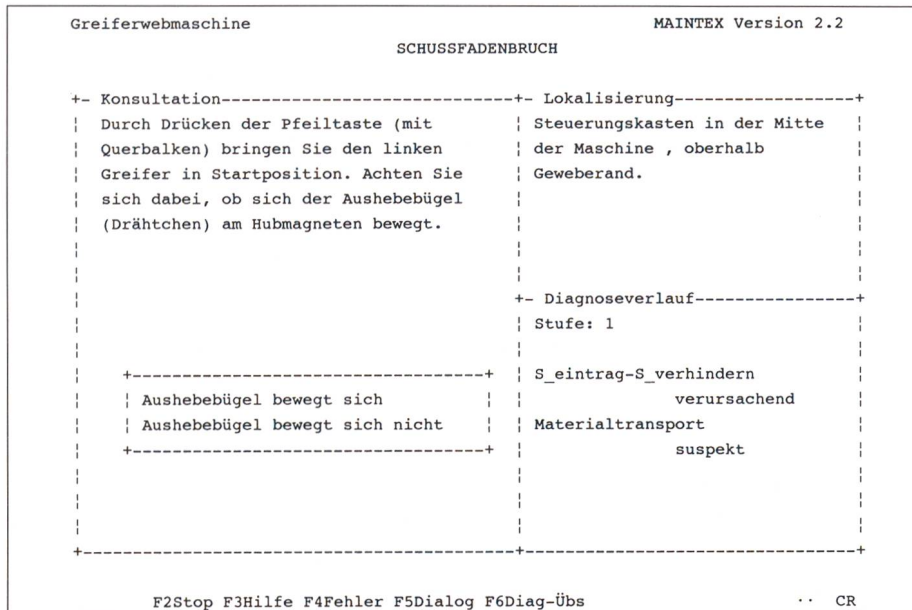 Greiferwebmaschine MAINTEX Version 2.2
SCHUSSFADENBRUCH
Konsultation
Durch Drücken der Pfeiltaste (mit
Querbalken) bringen Sie den linken
Greifer in Startposition. Achten Sie
sich dabei, ob sich der Aushebebügel
(Drähtchen) am Hubmagneten bewegt.
Aushebebügel bewegt sich
Aushebebügel bewegt sich nicht
Lokalisierung
Steuerungskasten in der Mitte
der Maschine , oberhalb
Geweberand.
Diagnoseverlauf
Stufe: 1
S_eintrag-S_verhindern
verursachend
Materialtransport
suspekt
F2Stop F3Hilfe F4Fehler F5Dialog F6Diag-Übs ·· CR